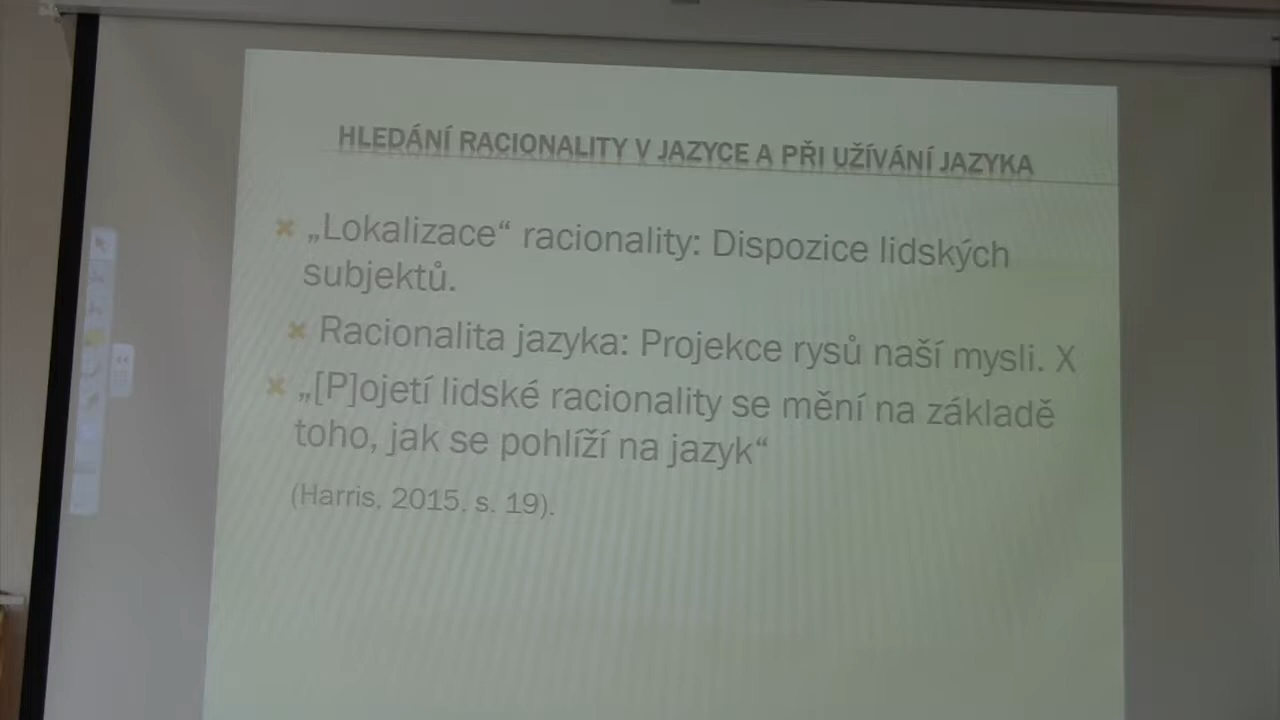 HLEDÁNÍ RACIONALITY V JAZYCE A PŘI UŽÍVÁNÍ JAZYKA
„Lokalizace“ racionality: Dispozice lidských
subjektů.
Racionalita jazyka: Projekce rysů naší mysli. X
„[P]ojetí lidské racionality se mění na základě
toho, jak se pohlíží na jazyk“
(Harris, 2015, s. 19).